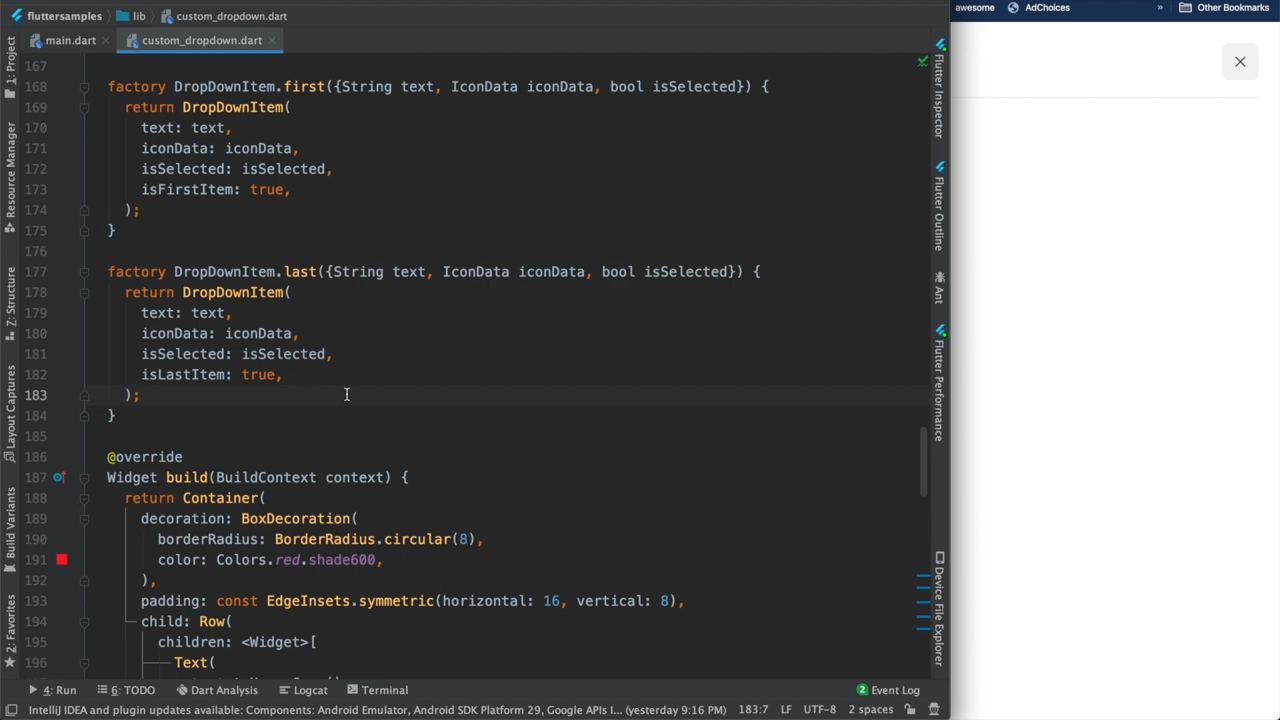 fluttersamples lib custom_dropdown.dart
awesome AdChoices » Other Bookmarks
main.dart custom_dropdown.dart
1: Project
Resource Manager
Z: Structure
Layout Captures
Build Variants
2: Favorites
167
168 factory DropDownItem.first({String text, IconData iconData, bool isSelected}) {
169 return DropDownItem(
170 text: text,
171 iconData: iconData,
172 isSelected: isSelected,
173 isFirstItem: true,
174 );
175 }
176
177 factory DropDownItem.last({String text, IconData iconData, bool isSelected}) {
178 return DropDownItem(
179 text: text,
180 iconData: iconData,
181 isSelected: isSelected,
182 isLastItem: true,
183 );
184 }
185
186 @override
187 Widget build(BuildContext context) {
188 return Container(
189 decoration: BoxDecoration(
190 borderRadius: BorderRadius.circular(8),
191 color: Colors.red.shade600,
192 ),
193 padding: const EdgeInsets.symmetric(horizontal: 16, vertical: 8),
194 child: Row(
195 children: <Widget>[
196 Text(
Flutter Inspector
Flutter Outline
Ant
Flutter Performance
Device File Explorer
4: Run 6: TODO Dart Analysis Logcat Terminal 2 Event Log
IntelliJ IDEA and plugin updates available: Components: Android Emulator, Android SDK Platform 29, Google APIs I... (yesterday 9:16 PM) 183:7 LF UTF-8 2 spaces